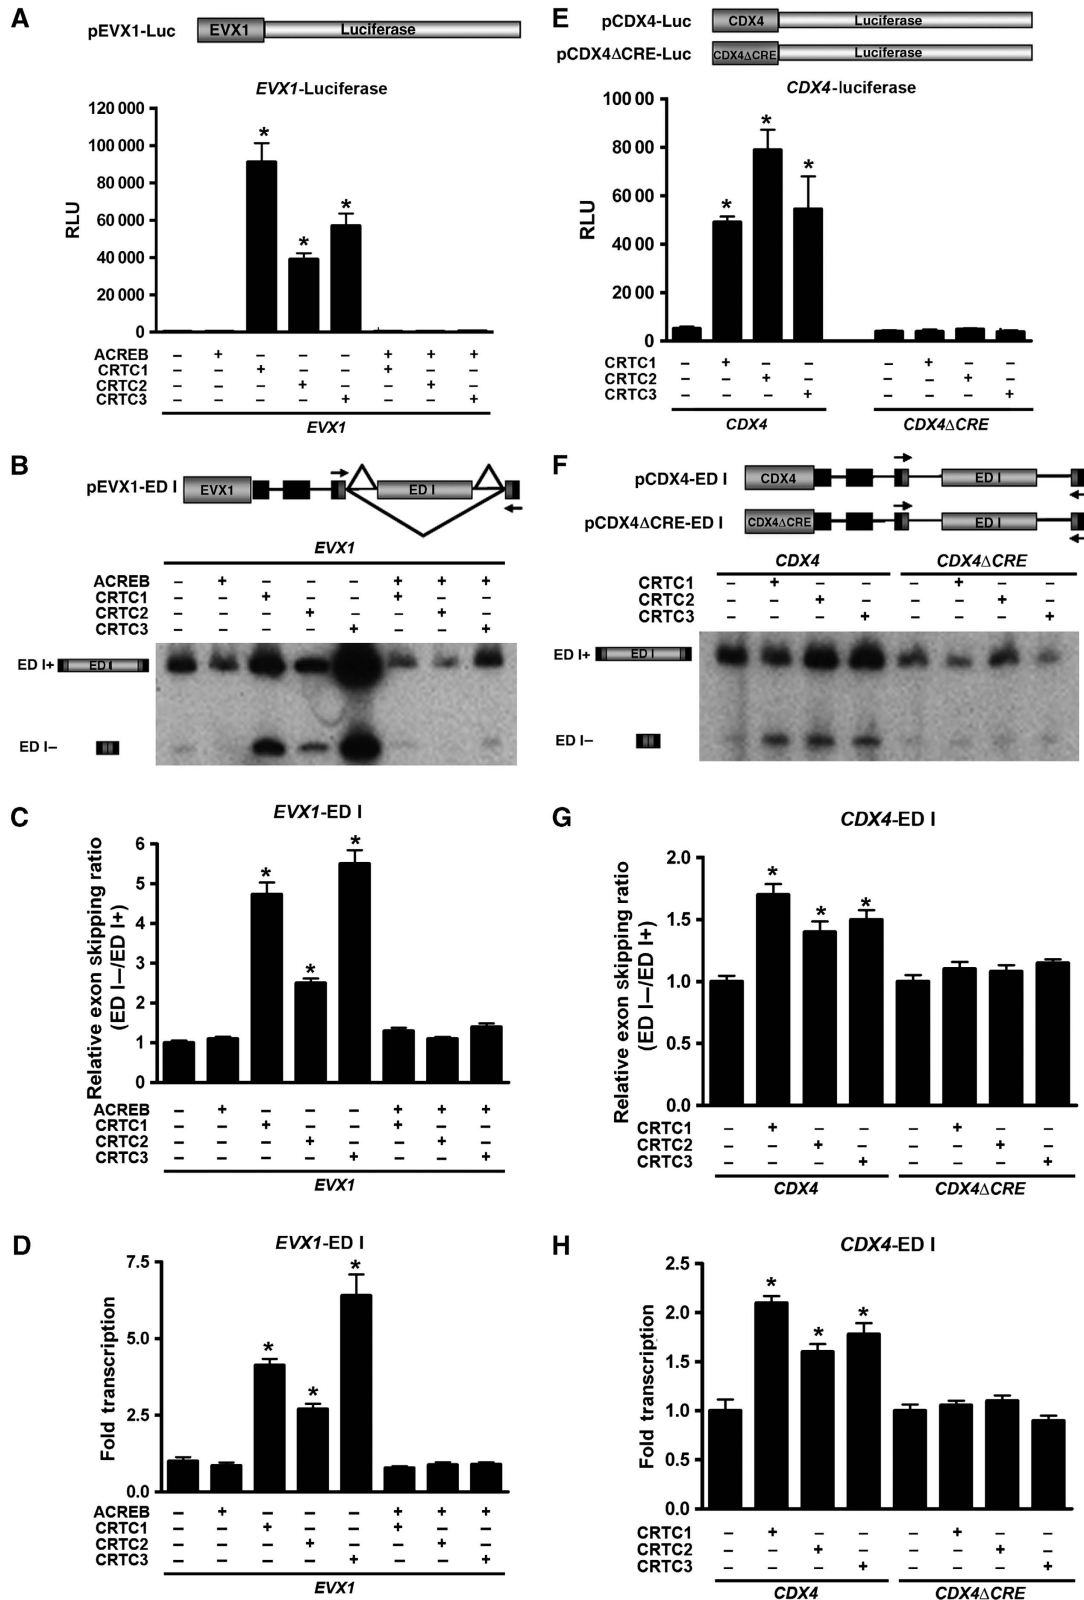 A
pEVX1-Luc
EVX1
Luciferase
EVX1-Luciferase
RLU
120 000
100 000
80 000
60 000
40 000
20 000
0
*
*
*
ACREB – + – – – + + +
CRTC1 – – + – – + – –
CRTC2 – – – + – – + –
CRTC3 – – – – + – – +
EVX1
B
pEVX1-ED I
EVX1
ED I
EVX1
ACREB – + – – – + + +
CRTC1 – – + – – + – –
CRTC2 – – – + – – + –
CRTC3 – – – – + – – +
ED I+
ED I
ED I–
C
EVX1-ED I
Relative exon skipping ratio
(ED I–/ED I+)
6
5
4
3
2
1
0
*
*
*
ACREB – + – – – + + +
CRTC1 – – + – – + – –
CRTC2 – – – + – – + –
CRTC3 – – – – + – – +
EVX1
D
EVX1-ED I
Fold transcription
7.5
5.0
2.5
0.0
*
*
*
ACREB – + – – – + + +
CRTC1 – – + – – + – –
CRTC2 – – – + – – + –
CRTC3 – – – – + – – +
EVX1
E
pCDX4-Luc
CDX4
Luciferase
pCDX4ΔCRE-Luc
CDX4ΔCRE
Luciferase
CDX4-luciferase
RLU
100 00
80 00
60 00
40 00
20 00
0
*
*
*
CRTC1 – + – – – + – –
CRTC2 – – + – – – + –
CRTC3 – – – + – – – +
CDX4
CDX4ΔCRE
F
pCDX4-ED I
CDX4
ED I
pCDX4ΔCRE-ED I
CDX4ΔCRE
ED I
CDX4
CDX4ΔCRE
CRTC1 – + – – – + – –
CRTC2 – – + – – – + –
CRTC3 – – – + – – – +
ED I+
ED I
ED I–
G
CDX4-ED I
Relative exon skipping ratio
(ED I–/ED I+)
2.0
1.5
1.0
0.5
0.0
*
*
*
CRTC1 – + – – – + – –
CRTC2 – – + – – – + –
CRTC3 – – – + – – – +
CDX4
CDX4ΔCRE
H
CDX4-ED I
Fold transcription
2.5
2.0
1.5
1.0
0.5
0.0
*
*
*
CRTC1 – + – – – + – –
CRTC2 – – + – – – + –
CRTC3 – – – + – – – +
CDX4
CDX4ΔCRE